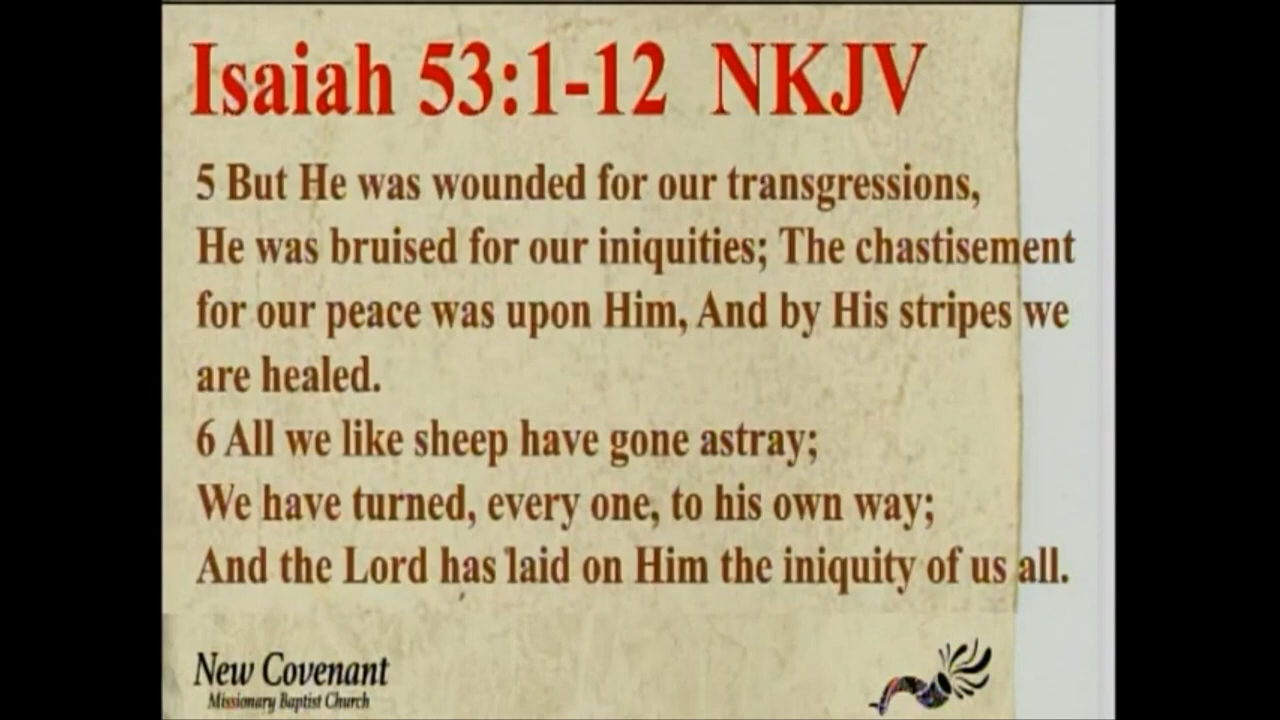 Isaiah 53:1-12 NKJV
5 But He was wounded for our transgressions,
He was bruised for our iniquities; The chastisement
for our peace was upon Him, And by His stripes we
are healed.
6 All we like sheep have gone astray;
We have turned, every one, to his own way;
And the Lord has laid on Him the iniquity of us all.
New Covenant
Missionary Baptist Church